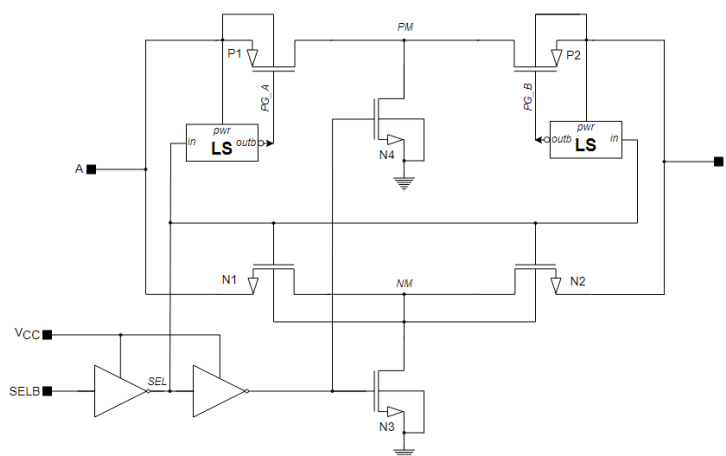 PM
P1
P2
PG_A
PG_B
pwr
in
outb
LS
N4
pwr
outb
in
LS
A
N1
NM
N2
VCC
SEL
SELB
N3